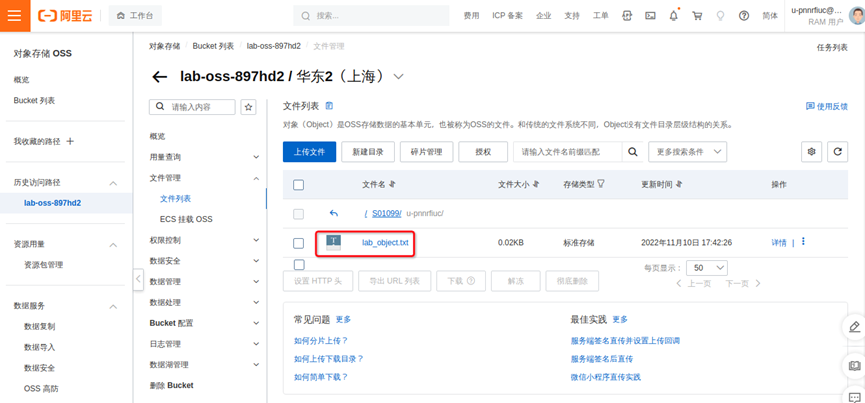 阿里云 工作台 搜索... 费用 ICP 备案 企业 支持 工单 简体 u-pnnrfiuc@...
RAM 用户
对象存储 OSS
概览
Bucket 列表
我收藏的路径
历史访问路径
lab-oss-897hd2
资源用量
资源包管理
数据服务
数据复制
数据导入
数据安全
OSS 高防
对象存储 / Bucket 列表 / lab-oss-897hd2 / 文件管理 任务列表
lab-oss-897hd2 / 华东2（上海）
请输入内容
概览
用量查询
文件管理
文件列表
ECS 挂载 OSS
权限控制
数据安全
数据管理
数据处理
Bucket 配置
日志管理
数据湖管理
删除 Bucket
文件列表 使用反馈
对象（Object）是OSS存储数据的基本单元，也被称为OSS的文件。和传统的文件系统不同，Object没有文件目录层级结构的关系。
上传文件 新建目录 碎片管理 授权 请输入文件名前缀匹配 更多搜索条件
文件名 文件大小 存储类型 更新时间 操作
/ S01099/ u-pnnrfiuc/
lab_object.txt 0.02KB 标准存储 2022年11月10日 17:42:26 详情 |
每页显示： 50
设置 HTTP 头 导出 URL 列表 下载 解冻 彻底删除 上一页 下一页
常见问题 更多
如何分片上传？
如何上传下载目录？
如何简单下载？
最佳实践 更多
服务端签名直传并设置上传回调
服务端签名后直传
微信小程序直传实践